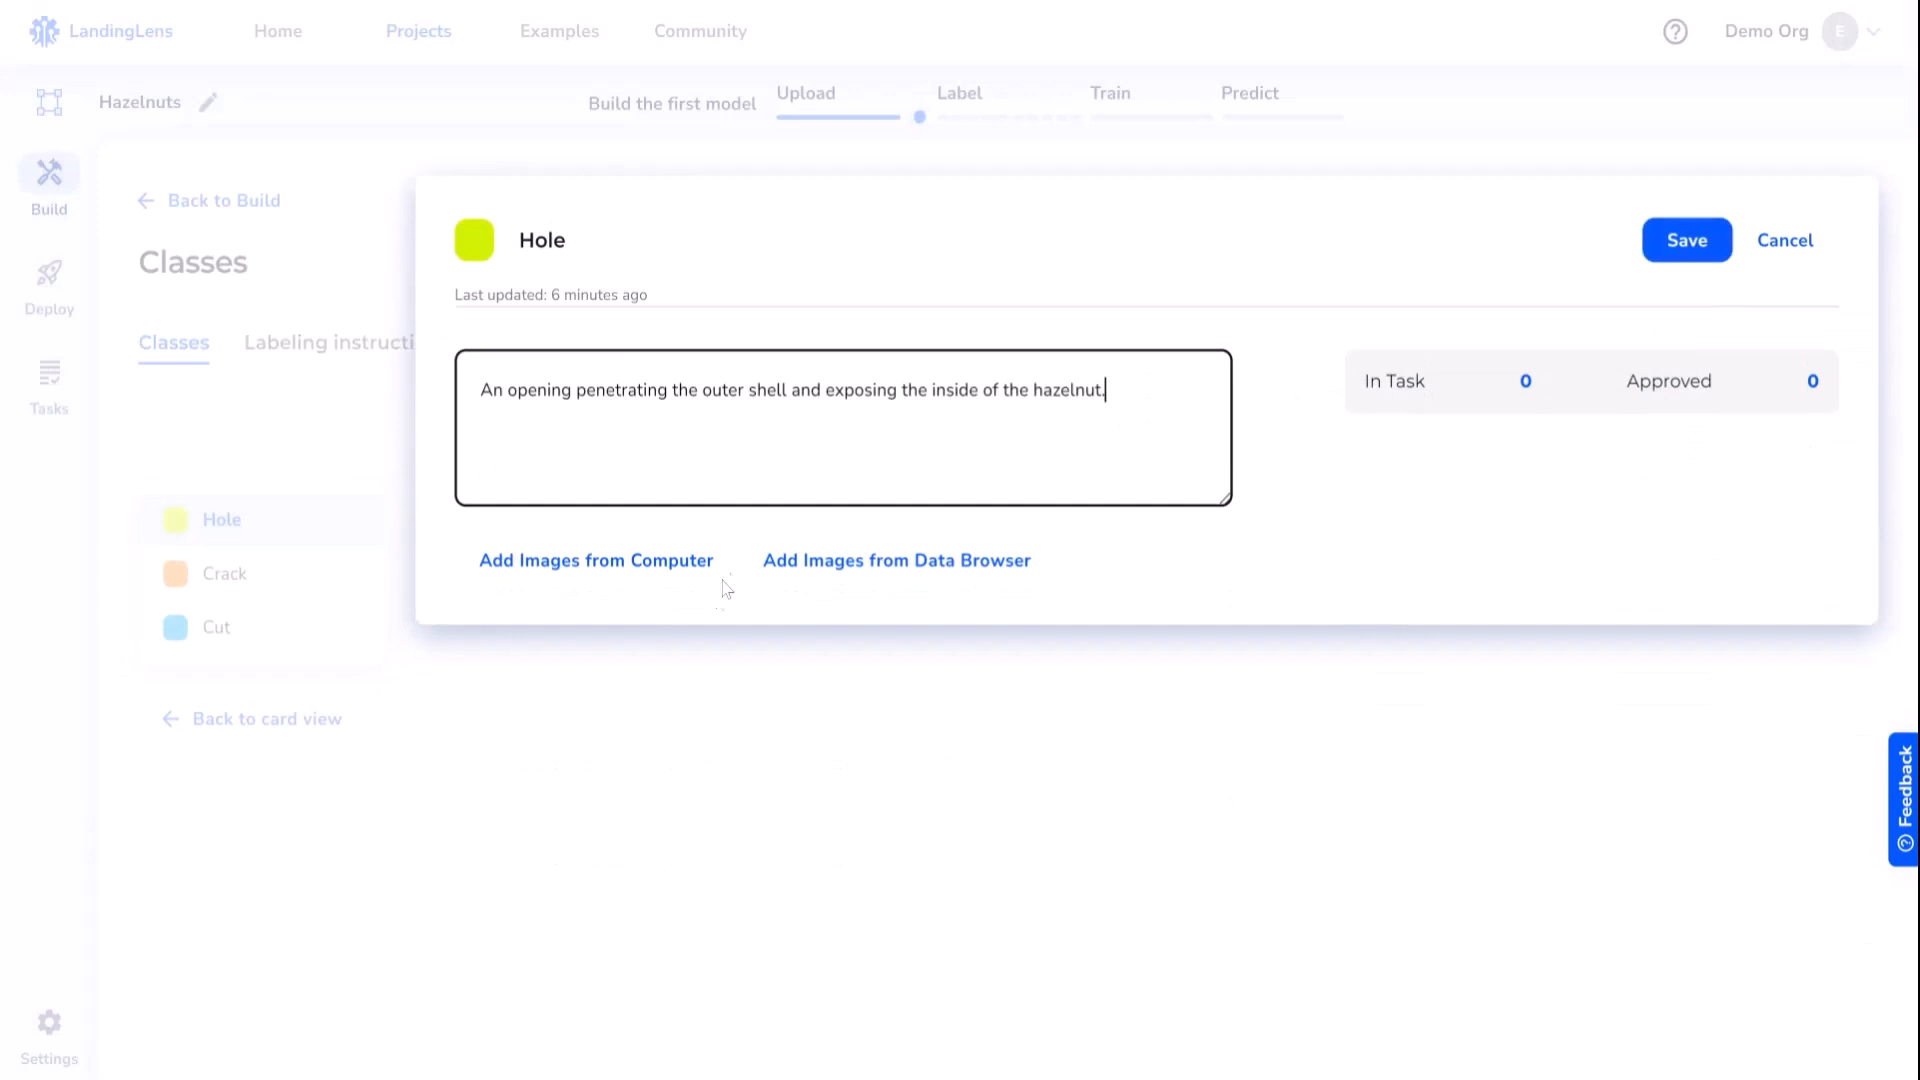 LandingLens
Home
Projects
Examples
Community
Demo Org
E
Hazelnuts
Build the first model
Upload
Label
Train
Predict
Build
Deploy
Tasks
Settings
Back to Build
Classes
Classes
Labeling instructi
Hole
Crack
Cut
Back to card view
Hole
Save
Cancel
Last updated: 6 minutes ago
An opening penetrating the outer shell and exposing the inside of the hazelnut.
In Task 0 Approved 0
Add Images from Computer
Add Images from Data Browser
Feedback